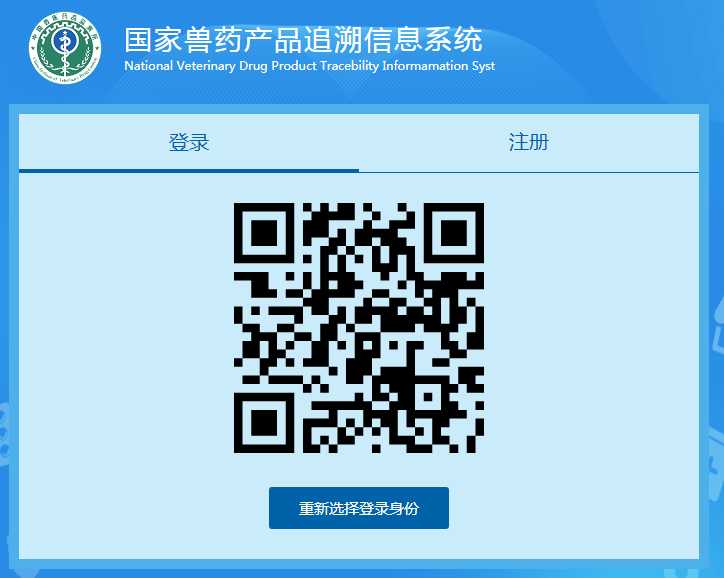 国家兽药产品追溯信息系统
National Veterinary Drug Product Tracebility Informamation Syst
登录
注册
重新选择登录身份